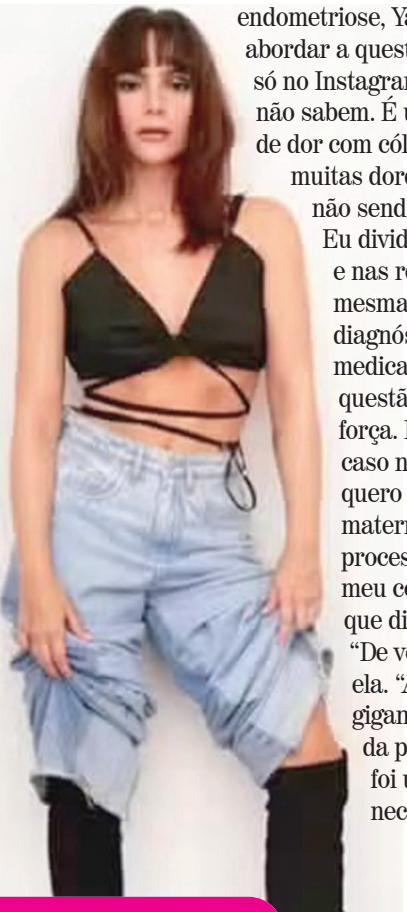 endometriose, Ya
abordar a quest
só no Instagran
não sabem. É u
de dor com cól
muitas dore
não send
Eu divid
e nas re
mesma
diagnós
medica
questã
força. I
caso n
quero
matern
proces
meu co
que di
“De ve
ela. “A
gigan
da p
foi u
nec